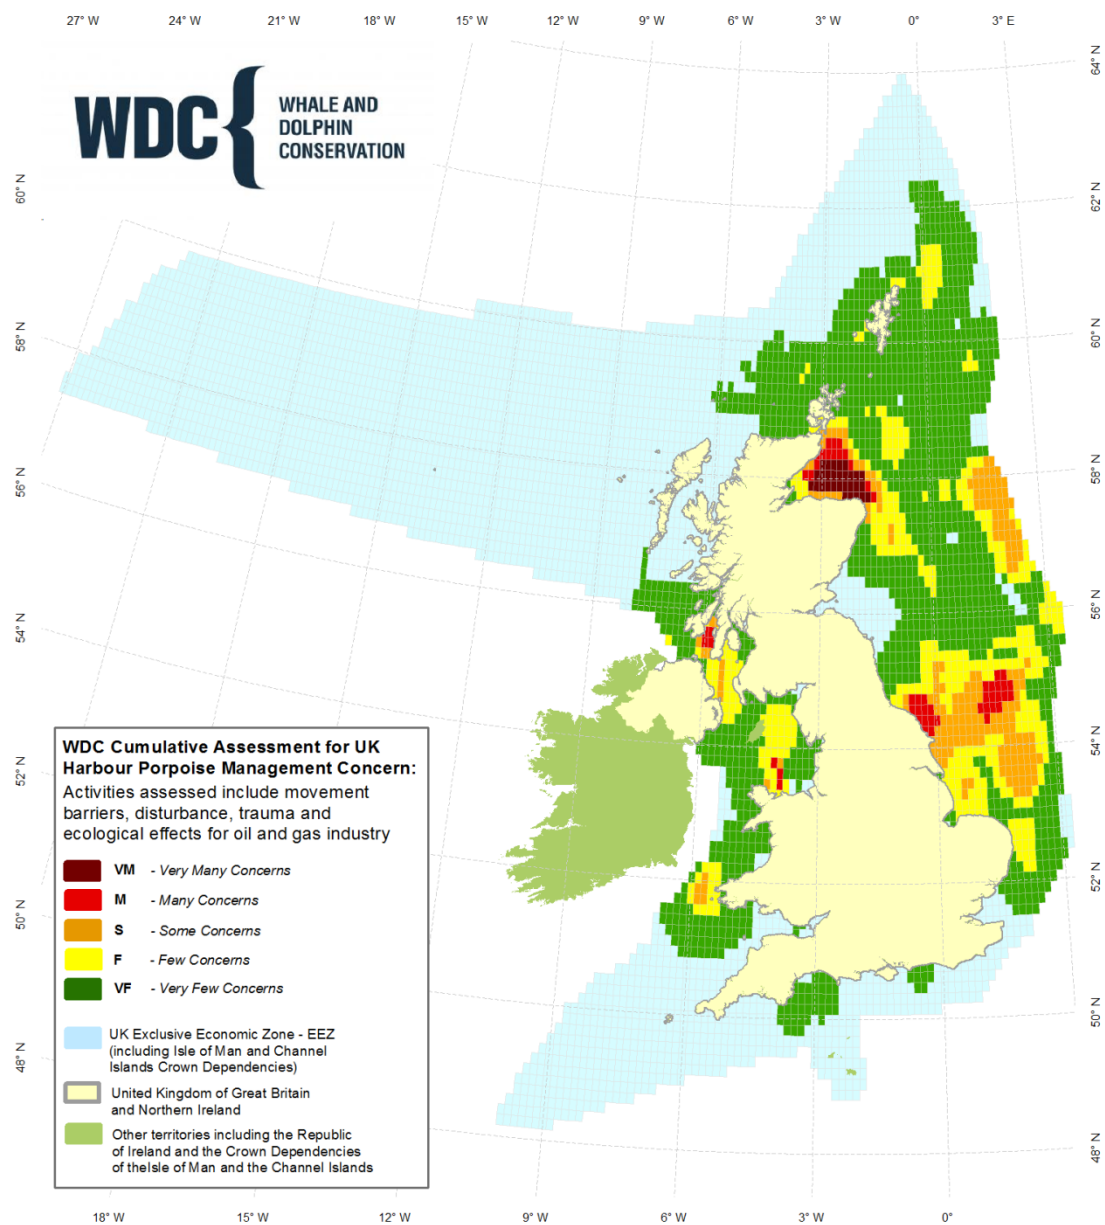 27° W 24° W 21° W 18° W 15° W 12° W 9° W 6° W 3° W 0° 3° E
64° N
WDC
WHALE AND
DOLPHIN
CONSERVATION
60° N
62° N
58° N
60° N
56° N
58° N
54° N
56° N
52° N
54° N
50° N
52° N
48° N
50° N
48° N
WDC Cumulative Assessment for UK
Harbour Porpoise Management Concern:
Activities assessed include movement
barriers, disturbance, trauma and
ecological effects for oil and gas industry
VM - Very Many Concerns
M - Many Concerns
S - Some Concerns
F - Few Concerns
VF - Very Few Concerns
UK Exclusive Economic Zone - EEZ
(including Isle of Man and Channel
Islands Crown Dependencies)
United Kingdom of Great Britain
and Northern Ireland
Other territories including the Republic
of Ireland and the Crown Dependencies
of theIsle of Man and the Channel Islands
18° W 15° W 12° W 9° W 6° W 3° W 0°